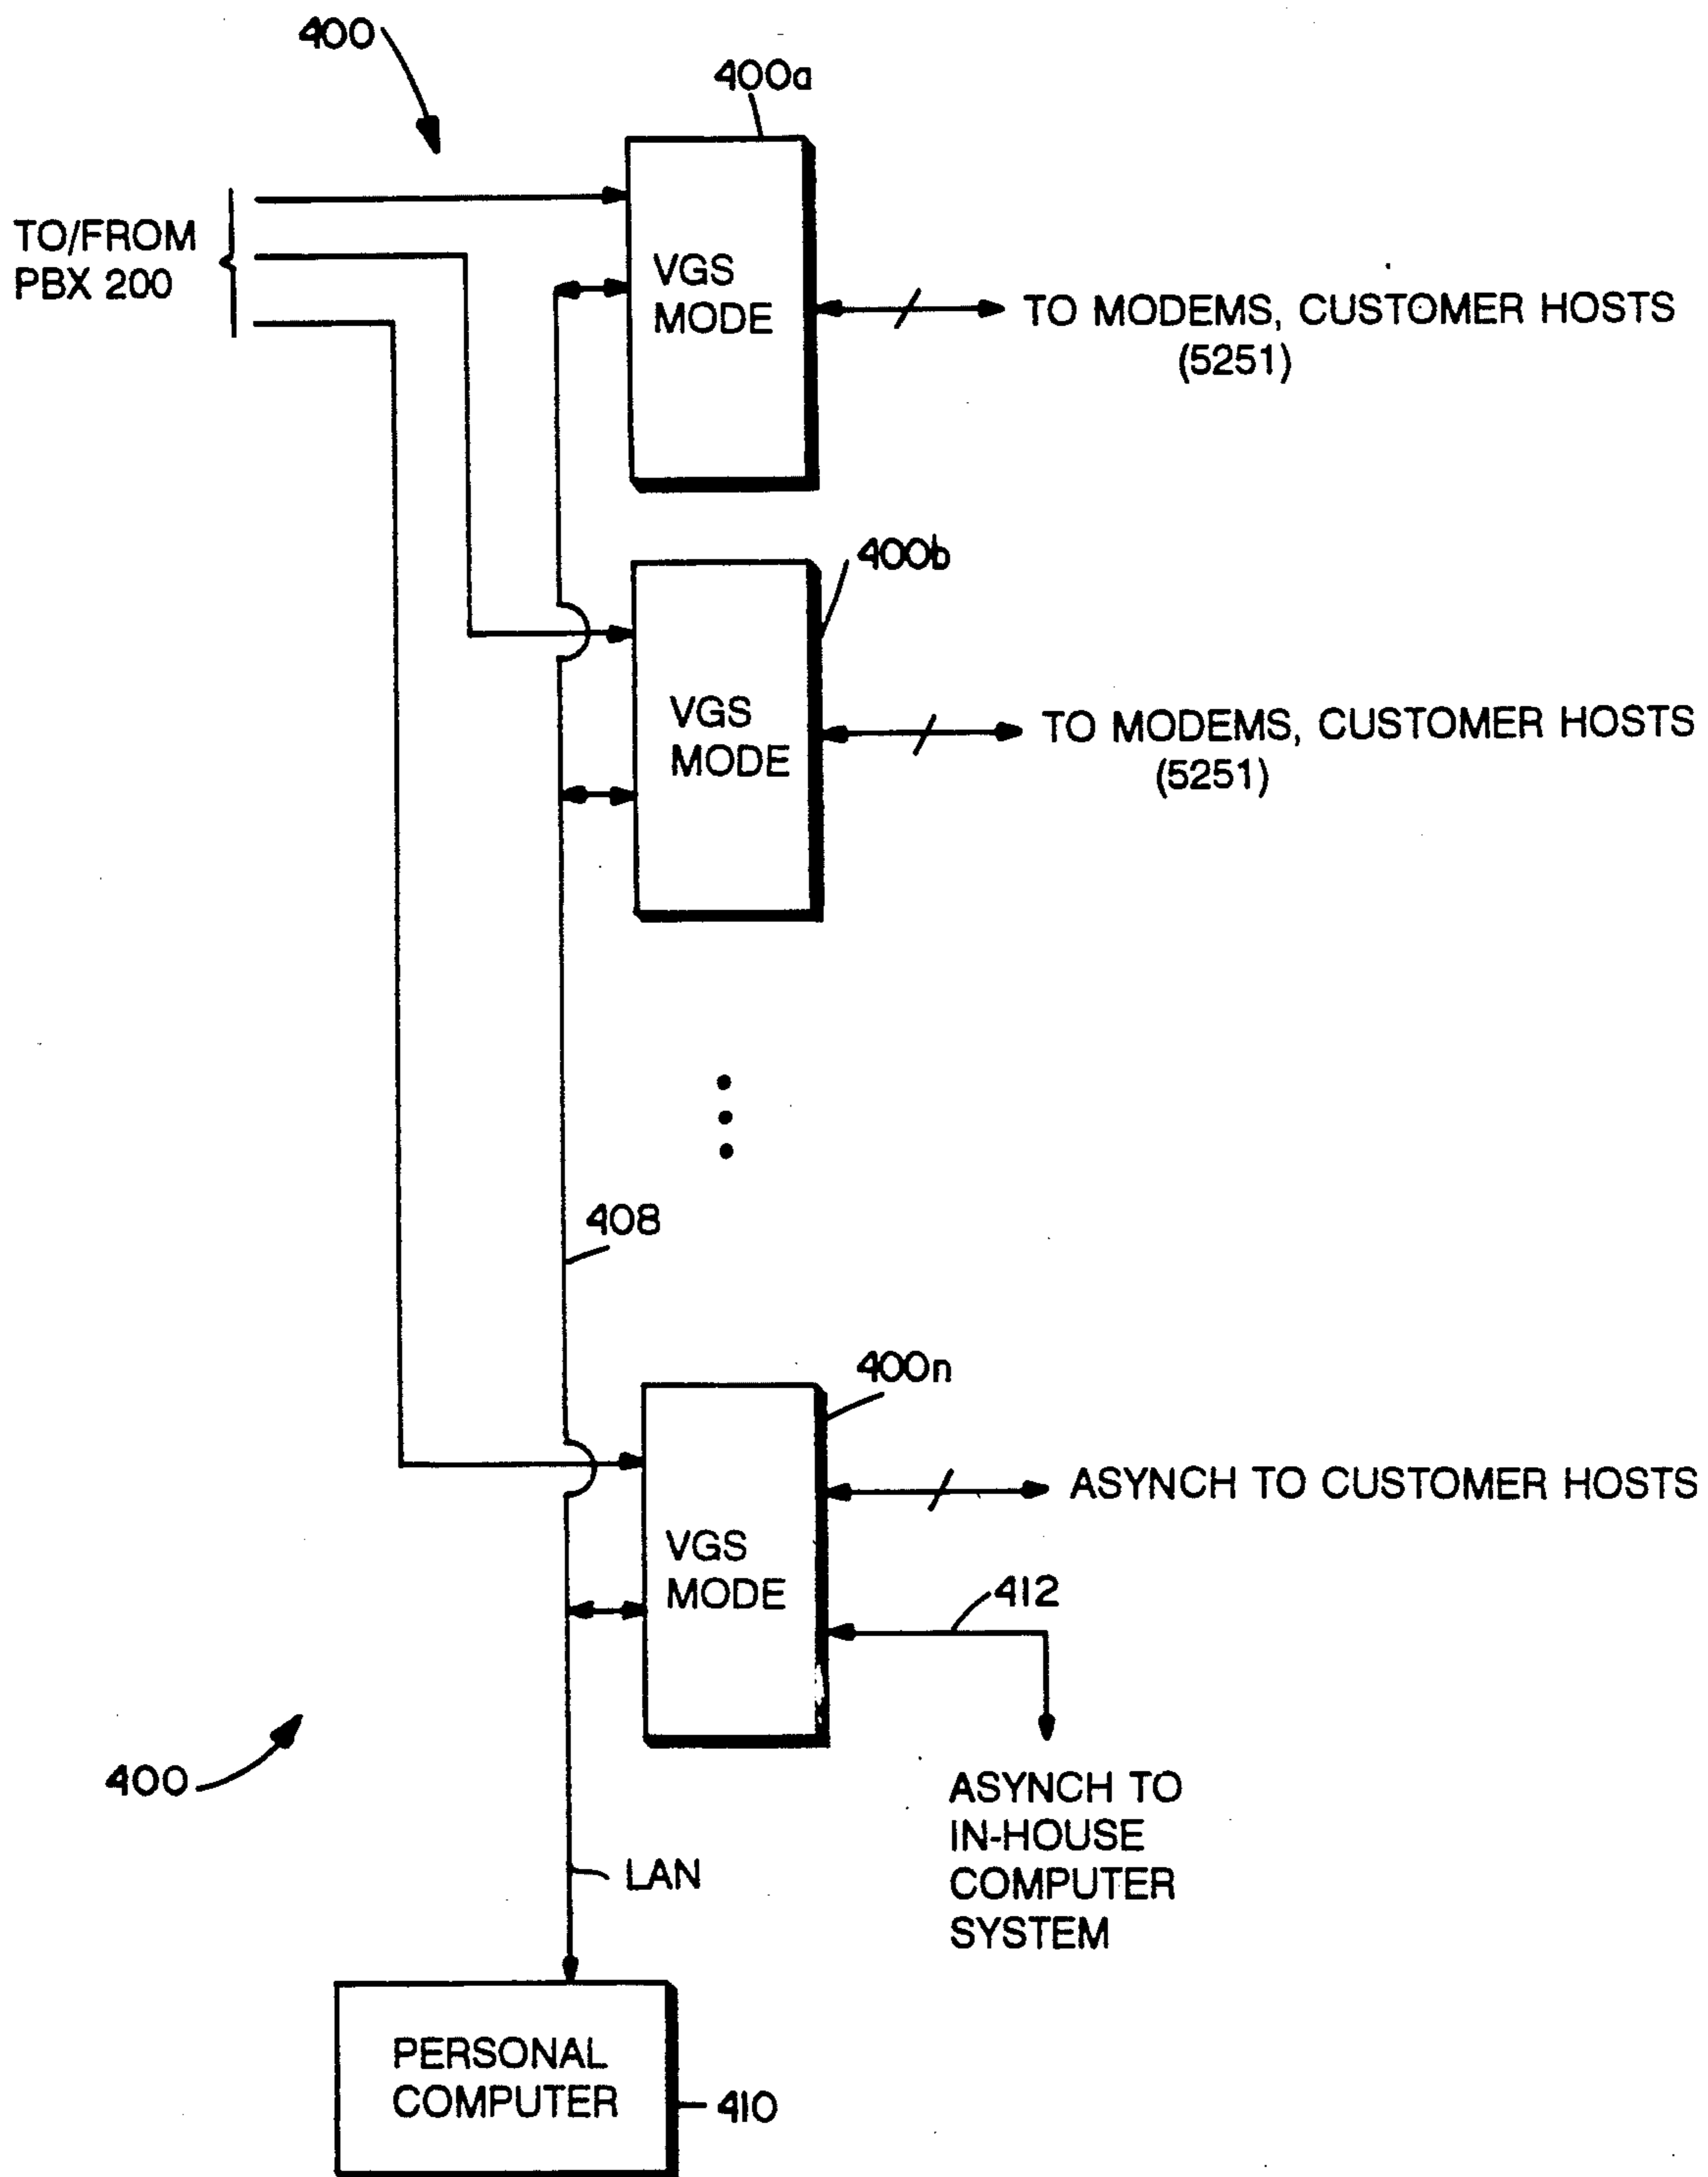 400
400a
TO/FROM
PBX 200
VGS
MODE
TO MODEMS, CUSTOMER HOSTS
(5251)
400b
VGS
MODE
TO MODEMS, CUSTOMER HOSTS
(5251)
408
400n
VGS
MODE
ASYNCH TO CUSTOMER HOSTS
412
400
ASYNCH TO
IN-HOUSE
COMPUTER
SYSTEM
LAN
PERSONAL
COMPUTER
410